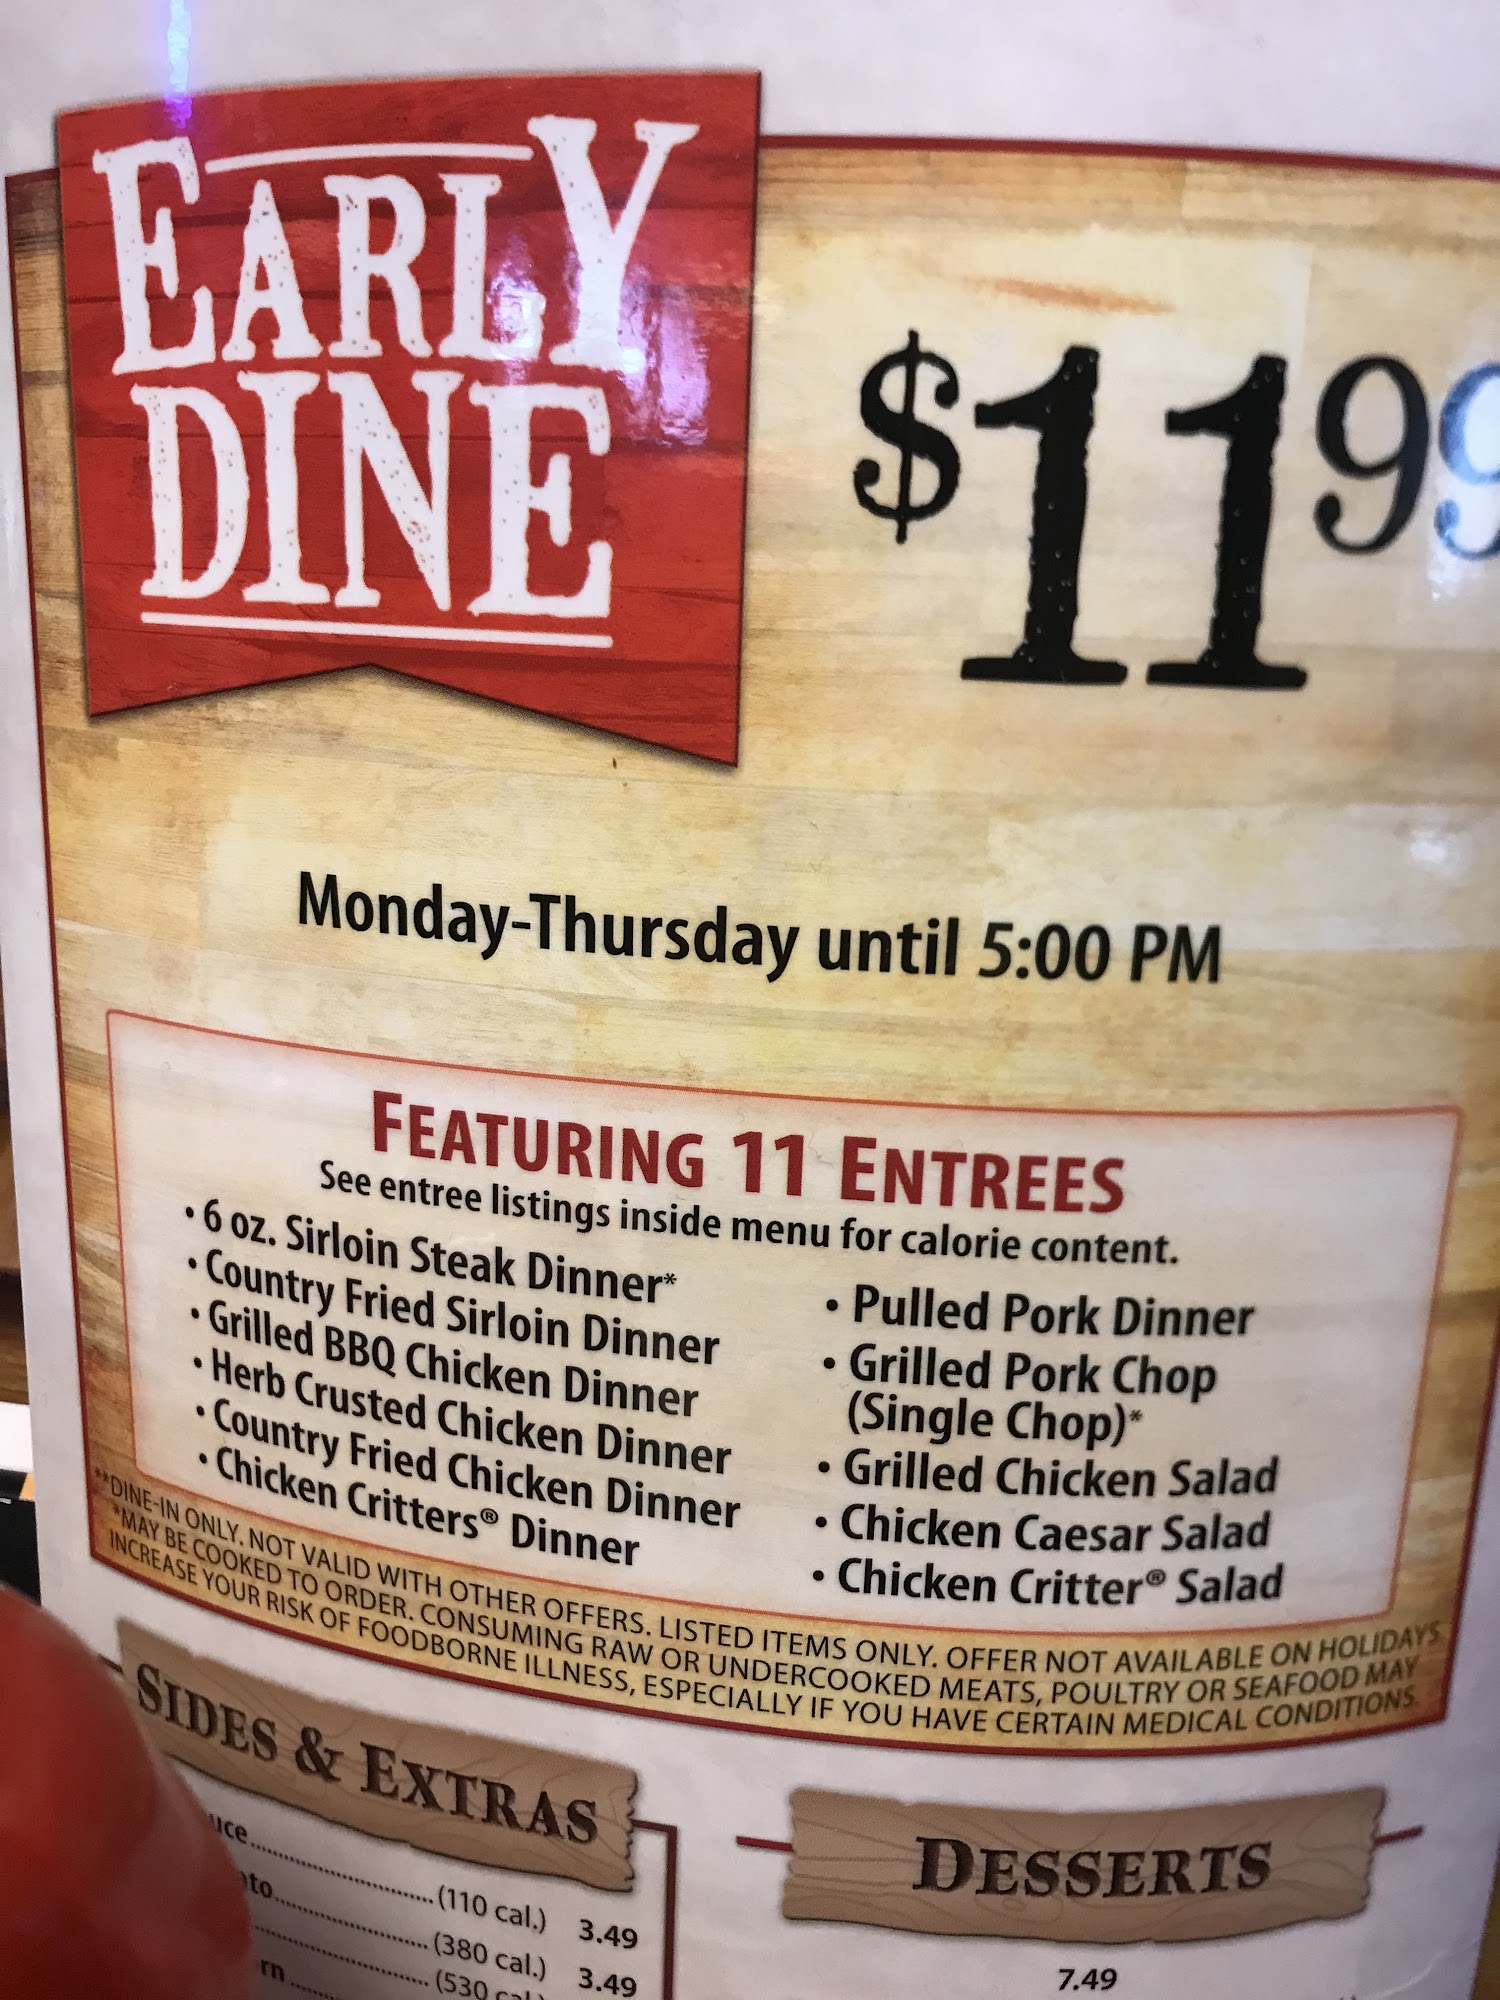 EARLY
DINE
$11 99
Monday-Thursday until 5:00 PM
FEATURING 11 ENTREES
See entree listings inside menu for calorie content.
• 6 oz. Sirloin Steak Dinner*
• Country Fried Sirloin Dinner
• Grilled BBQ Chicken Dinner
• Herb Crusted Chicken Dinner
• Country Fried Chicken Dinner
• Chicken Critters® Dinner
• Pulled Pork Dinner
• Grilled Pork Chop
(Single Chop)*
• Grilled Chicken Salad
• Chicken Caesar Salad
• Chicken Critter® Salad
**DINE-IN ONLY. NOT VALID WITH OTHER OFFERS. LISTED ITEMS ONLY. OFFER NOT AVAILABLE ON HOLIDAYS.
*MAY BE COOKED TO ORDER. CONSUMING RAW OR UNDERCOOKED MEATS, POULTRY OR SEAFOOD MAY
INCREASE YOUR RISK OF FOODBORNE ILLNESS, ESPECIALLY IF YOU HAVE CERTAIN MEDICAL CONDITIONS.
SIDES & EXTRAS
(110 cal.) 3.49
(380 cal.) 3.49
(530
DESSERTS
7.49